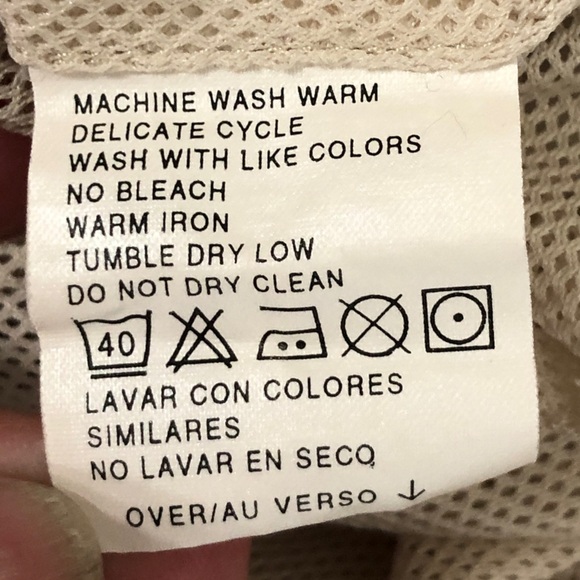 MACHINE WASH WARM
DELICATE CYCLE
WASH WITH LIKE COLORS
NO BLEACH
WARM IRON
TUMBLE DRY LOW
DO NOT DRY CLEAN
40
LAVAR CON COLORES
SIMILARES
NO LAVAR EN SECO
OVER/AU VERSO ↓